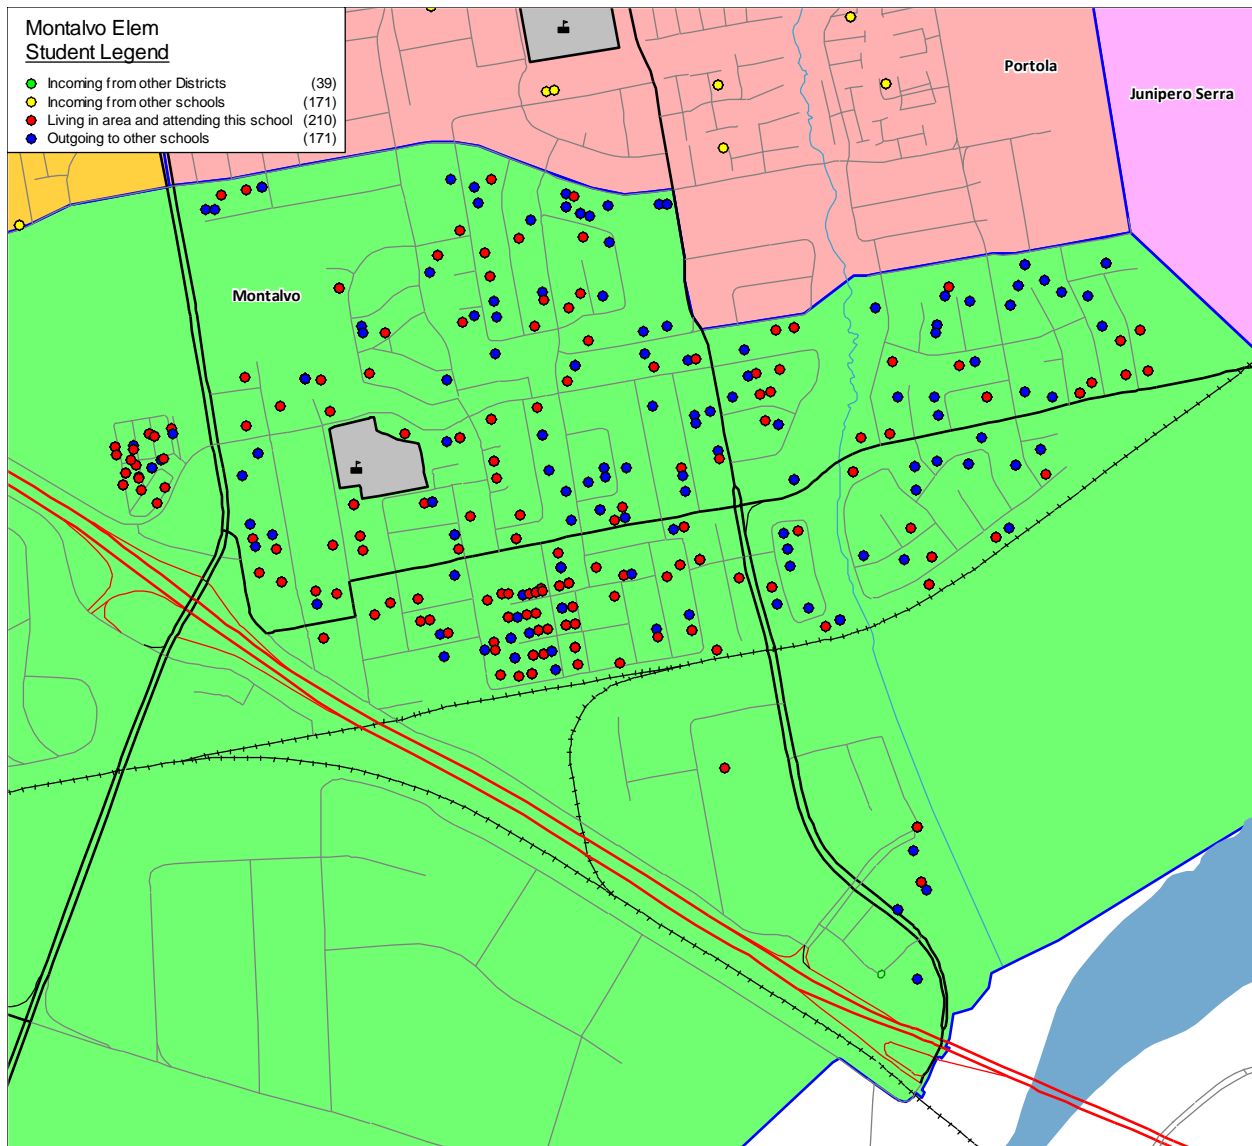 Montalvo Elem
Student Legend
Incoming from other Districts (39)
Incoming from other schools (171)
Living in area and attending this school (210)
Outgoing to other schools (171)
Portola
Junipero Serra
Montalvo